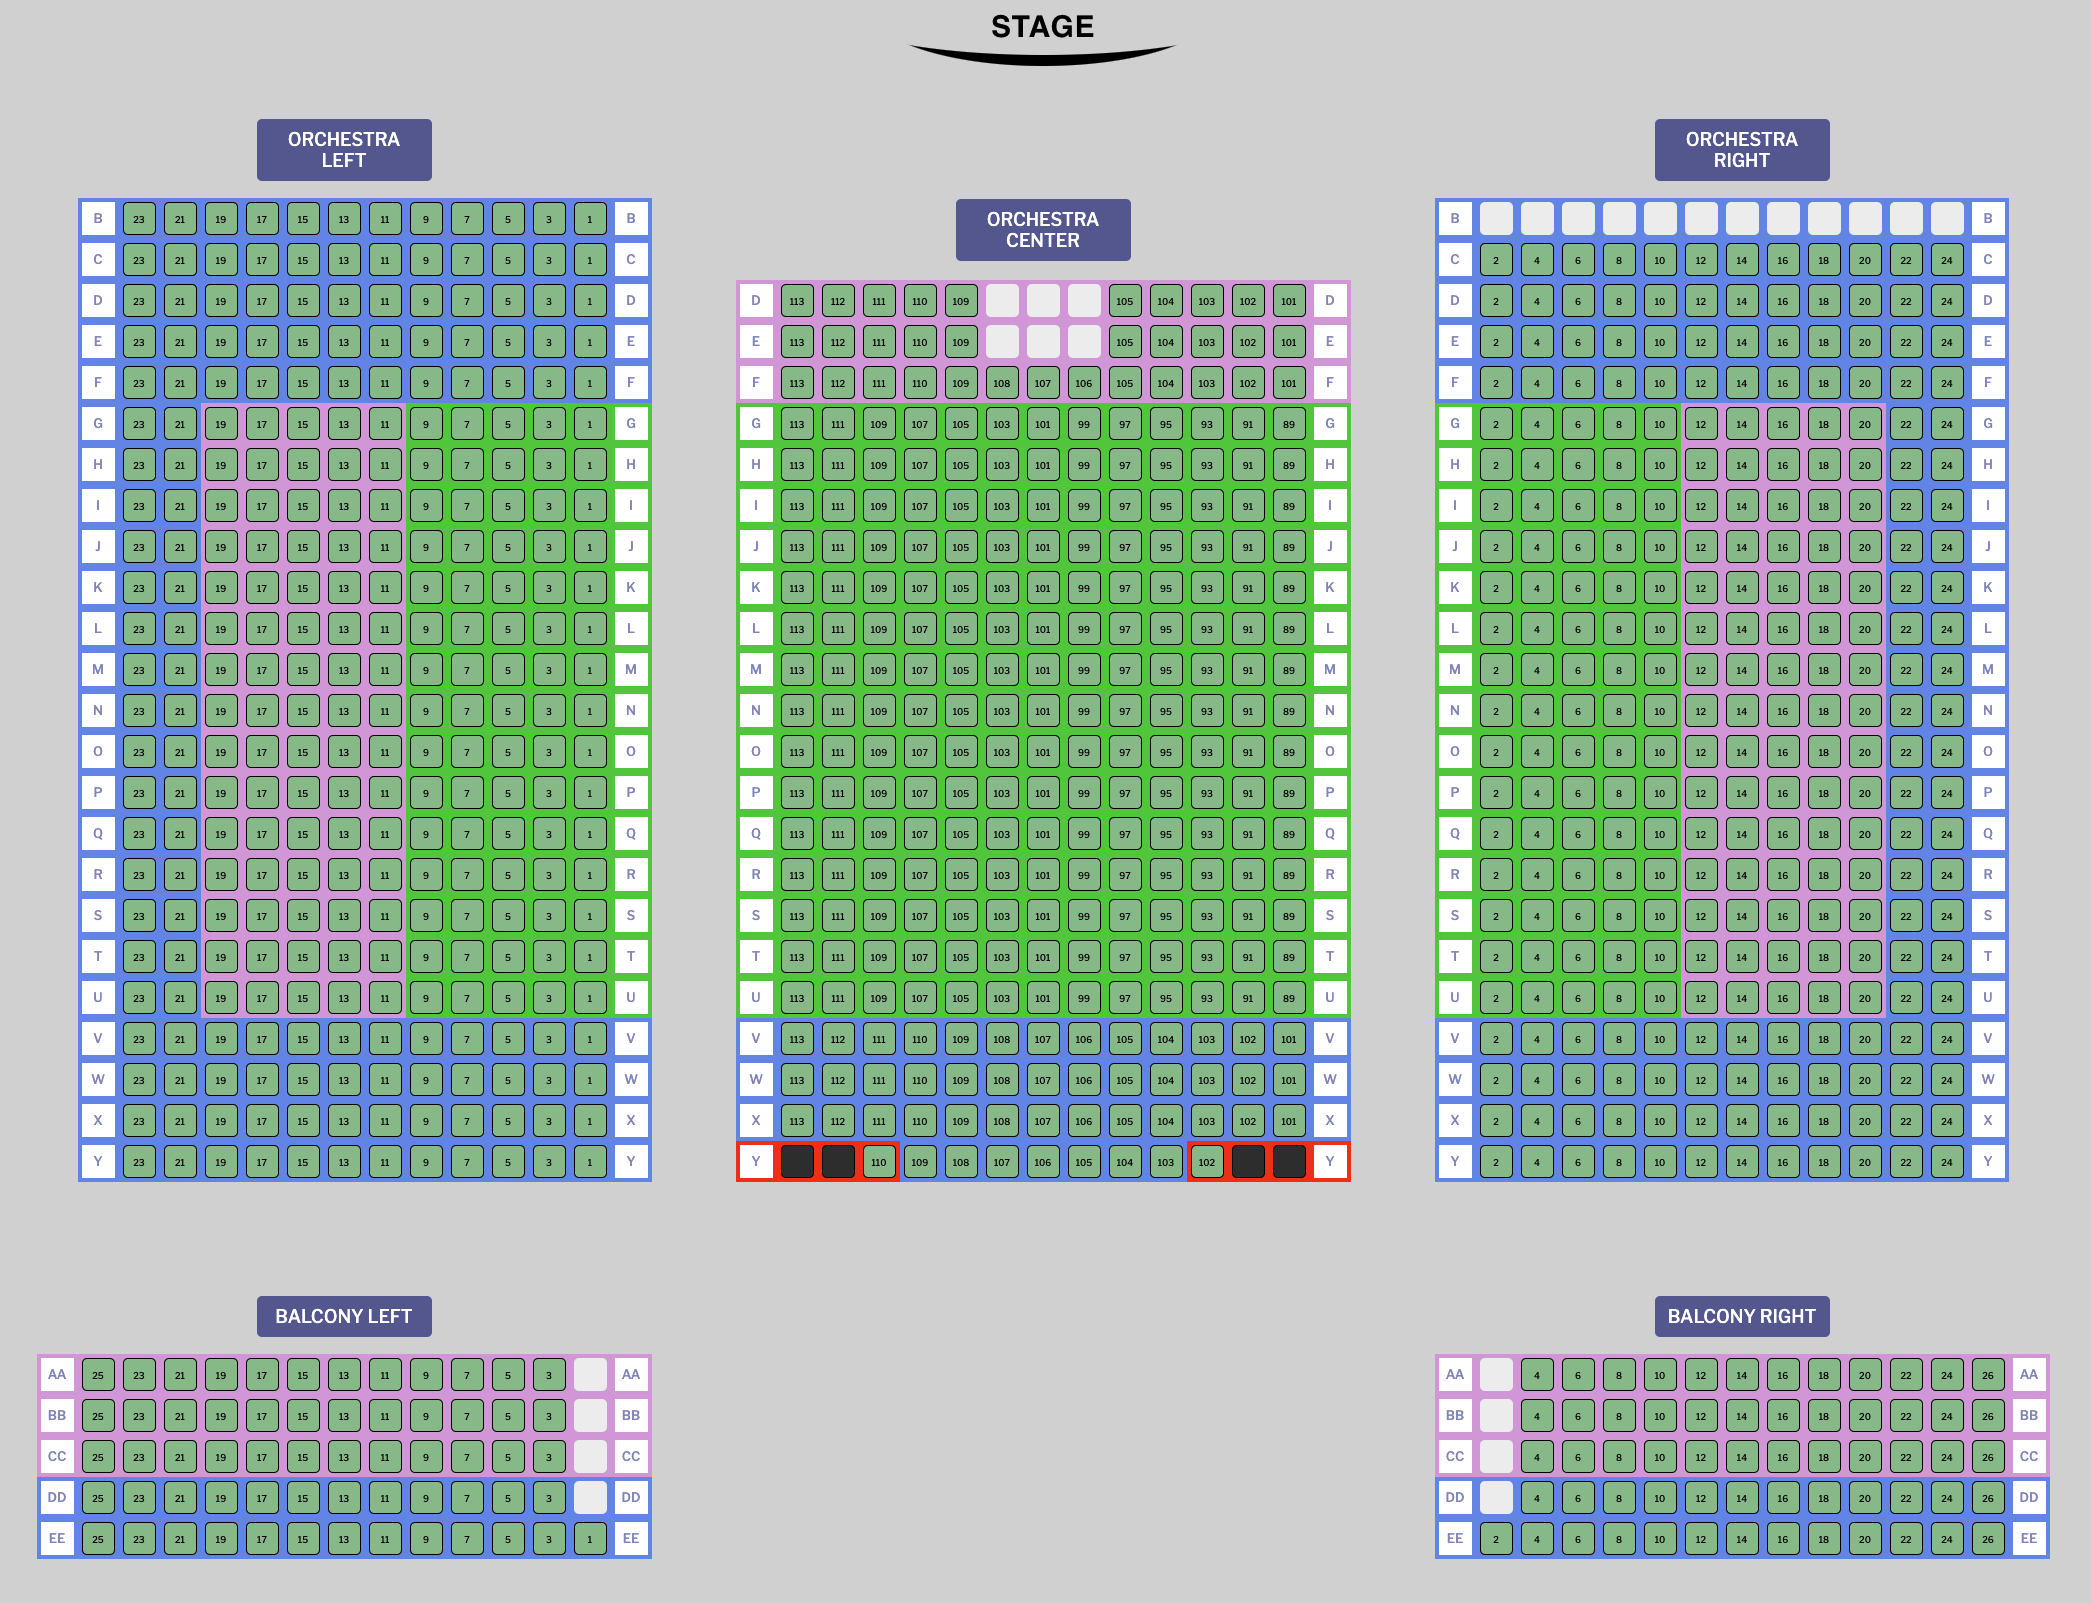 STAGE
ORCHESTRA
LEFT
B 23 21 19 17 15 13 11 9 7 5 3 1 B
C 23 21 19 17 15 13 11 9 7 5 3 1 C
D 23 21 19 17 15 13 11 9 7 5 3 1 D
E 23 21 19 17 15 13 11 9 7 5 3 1 E
F 23 21 19 17 15 13 11 9 7 5 3 1 F
G 23 21 19 17 15 13 11 9 7 5 3 1 G
H 23 21 19 17 15 13 11 9 7 5 3 1 H
I 23 21 19 17 15 13 11 9 7 5 3 1 I
J 23 21 19 17 15 13 11 9 7 5 3 1 J
K 23 21 19 17 15 13 11 9 7 5 3 1 K
L 23 21 19 17 15 13 11 9 7 5 3 1 L
M 23 21 19 17 15 13 11 9 7 5 3 1 M
N 23 21 19 17 15 13 11 9 7 5 3 1 N
O 23 21 19 17 15 13 11 9 7 5 3 1 O
P 23 21 19 17 15 13 11 9 7 5 3 1 P
Q 23 21 19 17 15 13 11 9 7 5 3 1 Q
R 23 21 19 17 15 13 11 9 7 5 3 1 R
S 23 21 19 17 15 13 11 9 7 5 3 1 S
T 23 21 19 17 15 13 11 9 7 5 3 1 T
U 23 21 19 17 15 13 11 9 7 5 3 1 U
V 23 21 19 17 15 13 11 9 7 5 3 1 V
W 23 21 19 17 15 13 11 9 7 5 3 1 W
X 23 21 19 17 15 13 11 9 7 5 3 1 X
Y 23 21 19 17 15 13 11 9 7 5 3 1 Y
ORCHESTRA
CENTER
D 113 112 111 110 109 105 104 103 102 101 D
E 113 112 111 110 109 105 104 103 102 101 E
F 113 112 111 110 109 108 107 106 105 104 103 102 101 F
G 113 111 109 107 105 103 101 99 97 95 93 91 89 G
H 113 111 109 107 105 103 101 99 97 95 93 91 89 H
I 113 111 109 107 105 103 101 99 97 95 93 91 89 I
J 113 111 109 107 105 103 101 99 97 95 93 91 89 J
K 113 111 109 107 105 103 101 99 97 95 93 91 89 K
L 113 111 109 107 105 103 101 99 97 95 93 91 89 L
M 113 111 109 107 105 103 101 99 97 95 93 91 89 M
N 113 111 109 107 105 103 101 99 97 95 93 91 89 N
O 113 111 109 107 105 103 101 99 97 95 93 91 89 O
P 113 111 109 107 105 103 101 99 97 95 93 91 89 P
Q 113 111 109 107 105 103 101 99 97 95 93 91 89 Q
R 113 111 109 107 105 103 101 99 97 95 93 91 89 R
S 113 111 109 107 105 103 101 99 97 95 93 91 89 S
T 113 111 109 107 105 103 101 99 97 95 93 91 89 T
U 113 111 109 107 105 103 101 99 97 95 93 91 89 U
V 113 112 111 110 109 108 107 106 105 104 103 102 101 V
W 113 112 111 110 109 108 107 106 105 104 103 102 101 W
X 113 112 111 110 109 108 107 106 105 104 103 102 101 X
Y 110 109 108 107 106 105 104 103 102 Y
ORCHESTRA
RIGHT
B B
C 2 4 6 8 10 12 14 16 18 20 22 24 C
D 2 4 6 8 10 12 14 16 18 20 22 24 D
E 2 4 6 8 10 12 14 16 18 20 22 24 E
F 2 4 6 8 10 12 14 16 18 20 22 24 F
G 2 4 6 8 10 12 14 16 18 20 22 24 G
H 2 4 6 8 10 12 14 16 18 20 22 24 H
I 2 4 6 8 10 12 14 16 18 20 22 24 I
J 2 4 6 8 10 12 14 16 18 20 22 24 J
K 2 4 6 8 10 12 14 16 18 20 22 24 K
L 2 4 6 8 10 12 14 16 18 20 22 24 L
M 2 4 6 8 10 12 14 16 18 20 22 24 M
N 2 4 6 8 10 12 14 16 18 20 22 24 N
O 2 4 6 8 10 12 14 16 18 20 22 24 O
P 2 4 6 8 10 12 14 16 18 20 22 24 P
Q 2 4 6 8 10 12 14 16 18 20 22 24 Q
R 2 4 6 8 10 12 14 16 18 20 22 24 R
S 2 4 6 8 10 12 14 16 18 20 22 24 S
T 2 4 6 8 10 12 14 16 18 20 22 24 T
U 2 4 6 8 10 12 14 16 18 20 22 24 U
V 2 4 6 8 10 12 14 16 18 20 22 24 V
W 2 4 6 8 10 12 14 16 18 20 22 24 W
X 2 4 6 8 10 12 14 16 18 20 22 24 X
Y 2 4 6 8 10 12 14 16 18 20 22 24 Y
BALCONY LEFT
AA 25 23 21 19 17 15 13 11 9 7 5 3 AA
BB 25 23 21 19 17 15 13 11 9 7 5 3 BB
CC 25 23 21 19 17 15 13 11 9 7 5 3 CC
DD 25 23 21 19 17 15 13 11 9 7 5 3 DD
EE 25 23 21 19 17 15 13 11 9 7 5 3 1 EE
BALCONY RIGHT
AA 4 6 8 10 12 14 16 18 20 22 24 26 AA
BB 4 6 8 10 12 14 16 18 20 22 24 26 BB
CC 4 6 8 10 12 14 16 18 20 22 24 26 CC
DD 4 6 8 10 12 14 16 18 20 22 24 26 DD
EE 2 4 6 8 10 12 14 16 18 20 22 24 26 EE